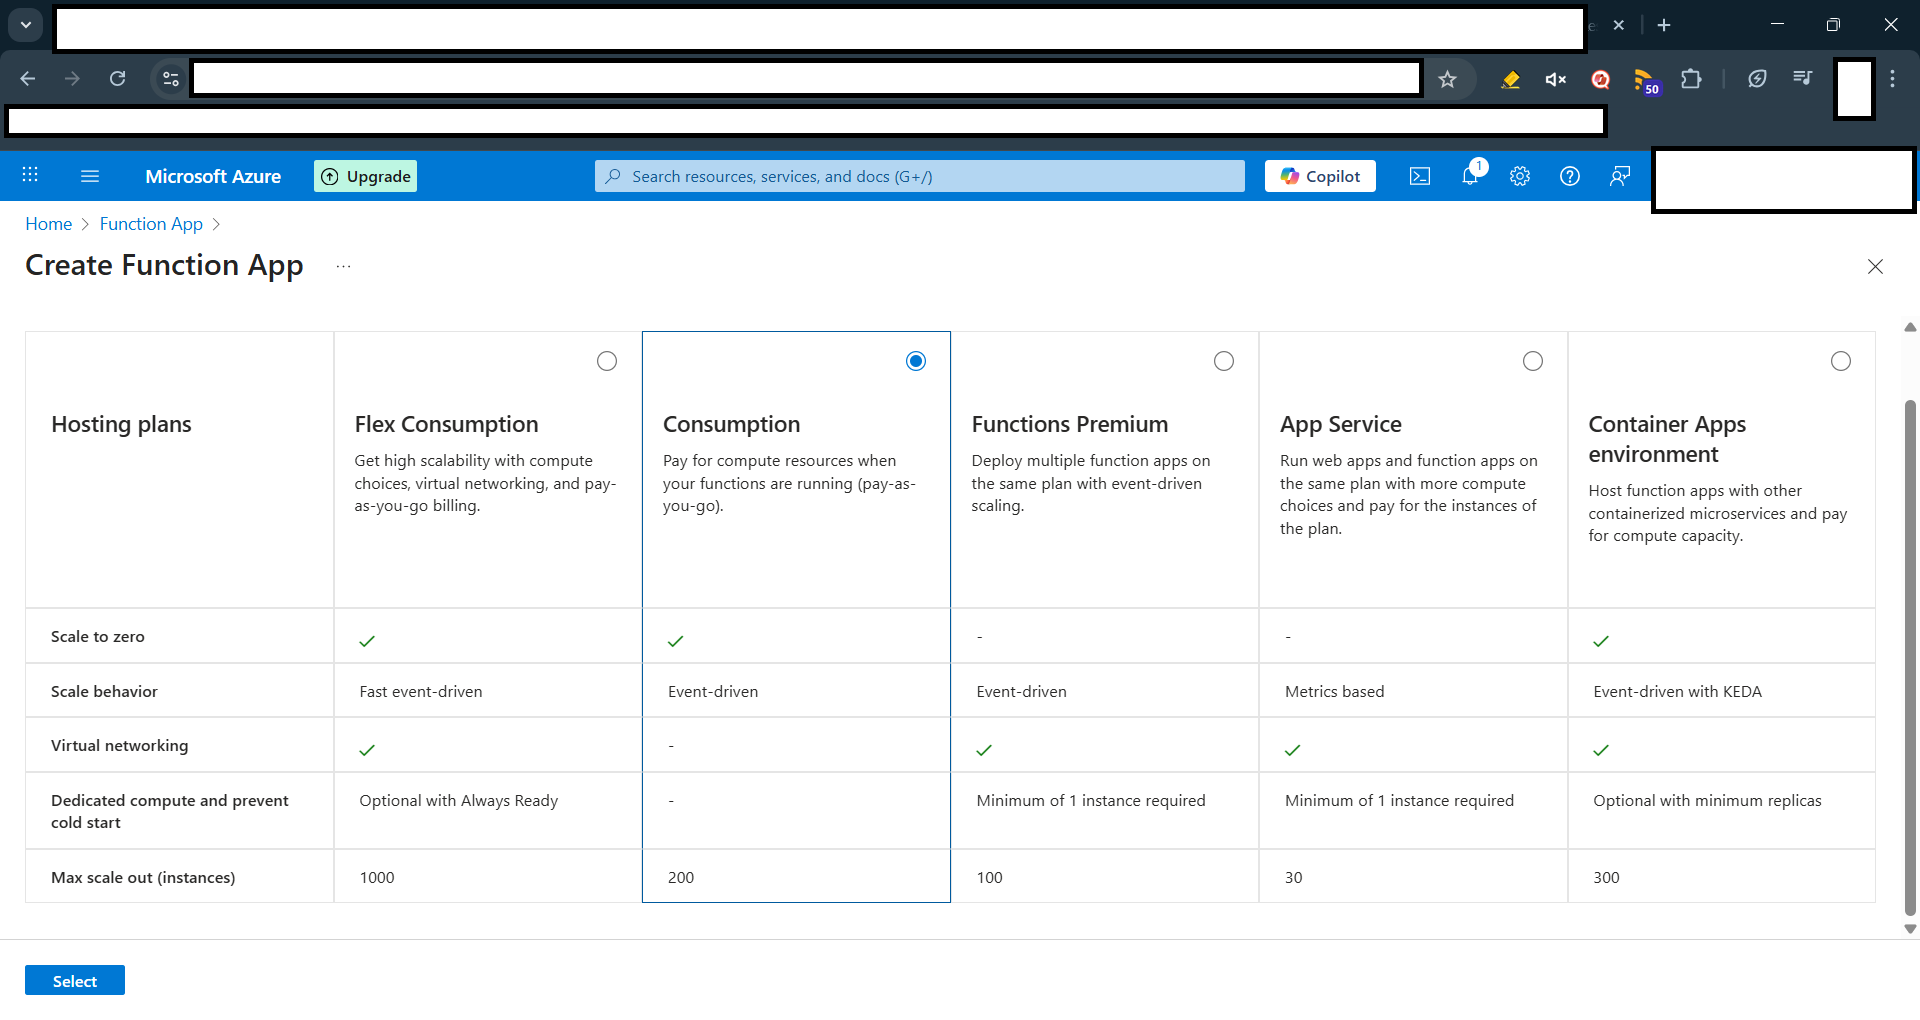 50
Microsoft Azure
Upgrade
Search resources, services, and docs (G+/)
Copilot
1
Home > Function App >
Create Function App ...
Hosting plans
Flex Consumption
Get high scalability with compute
choices, virtual networking, and pay-
as-you-go billing.
Consumption
Pay for compute resources when
your functions are running (pay-as-
you-go).
Functions Premium
Deploy multiple function apps on
the same plan with event-driven
scaling.
App Service
Run web apps and function apps on
the same plan with more compute
choices and pay for the instances of
the plan.
Container Apps
environment
Host function apps with other
containerized microservices and pay
for compute capacity.
Scale to zero ✓ ✓ - - ✓
Scale behavior Fast event-driven Event-driven Event-driven Metrics based Event-driven with KEDA
Virtual networking ✓ - ✓ ✓ ✓
Dedicated compute and prevent
cold start
Optional with Always Ready - Minimum of 1 instance required Minimum of 1 instance required Optional with minimum replicas
Max scale out (instances) 1000 200 100 30 300
Select